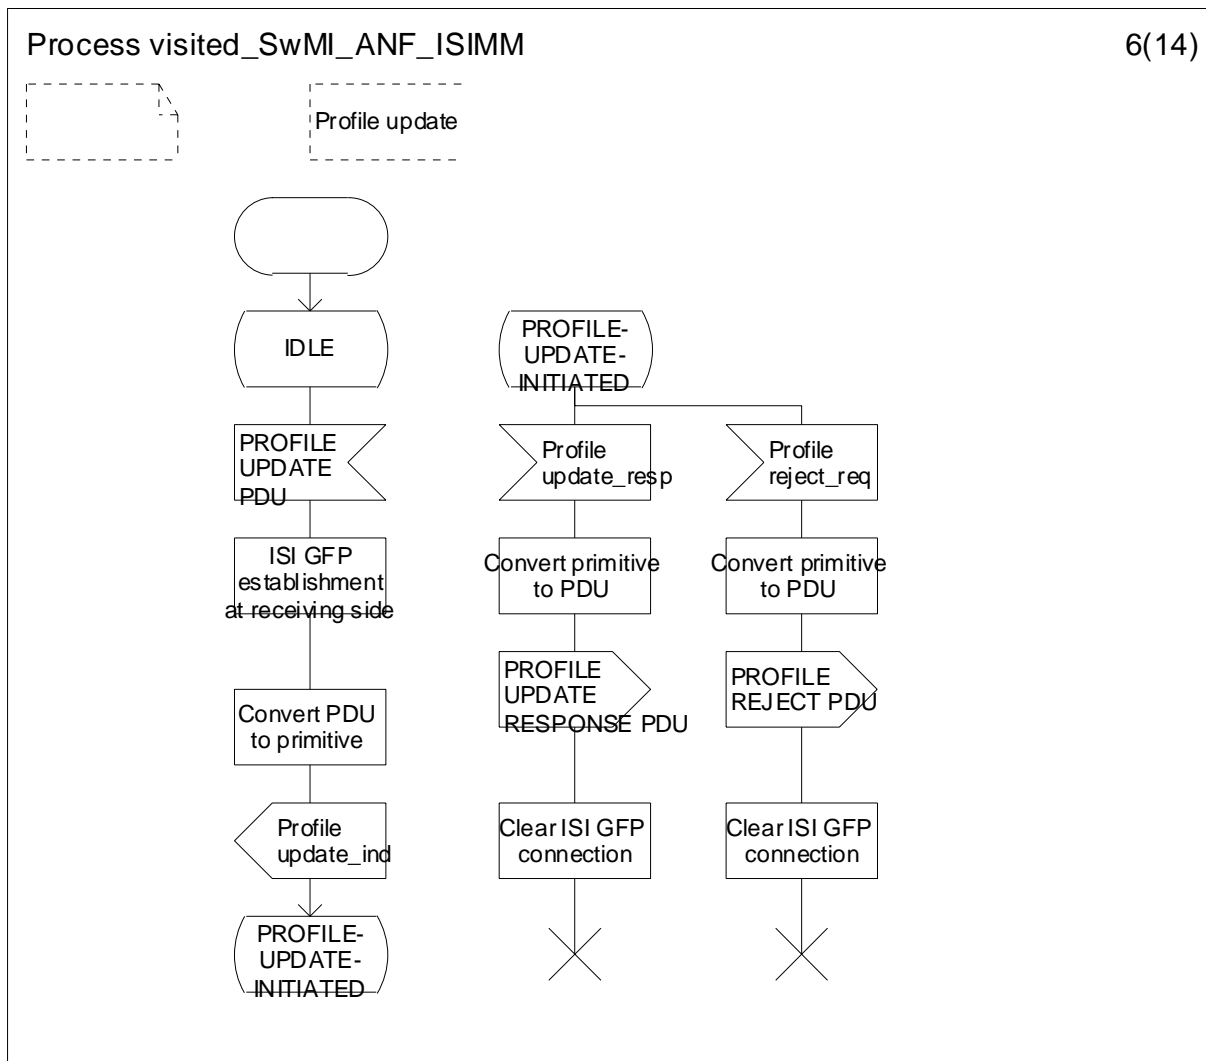 Process visited_SwMI_ANF_ISIMM
6(14)
Profile update
IDLE
PROFILE
UPDATE
PDU
ISI GFP
establishment
at receiving side
Convert PDU
to primitive
Profile
update_ind
PROFILE-
UPDATE-
INITIATED
PROFILE-
UPDATE-
INITIATED
Profile
update_resp
Convert primitive
to PDU
PROFILE
UPDATE
RESPONSE PDU
Clear ISI GFP
connection
Profile
reject_req
Convert primitive
to PDU
PROFILE
REJECT PDU
Clear ISI GFP
connection